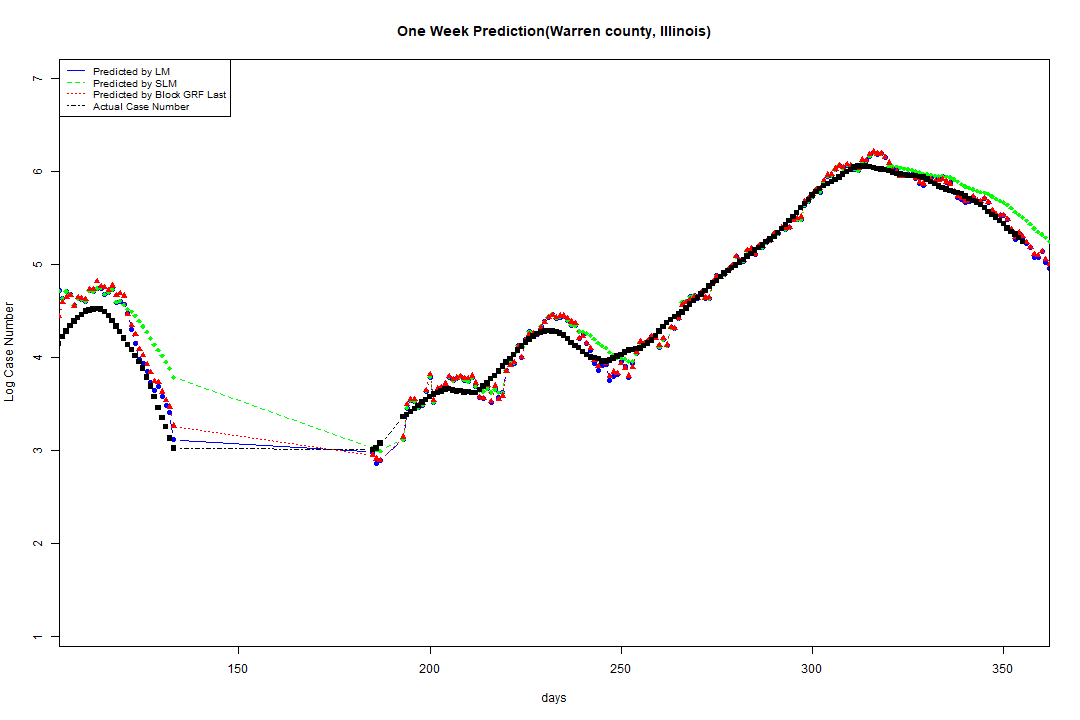 One Week Prediction(Warren county, Illinois)
Predicted by LM
Predicted by SLM
Predicted by Block GRF Last
Actual Case Number
7
6
5
4
3
2
1
Log Case Number
150 200 250 300 350
days